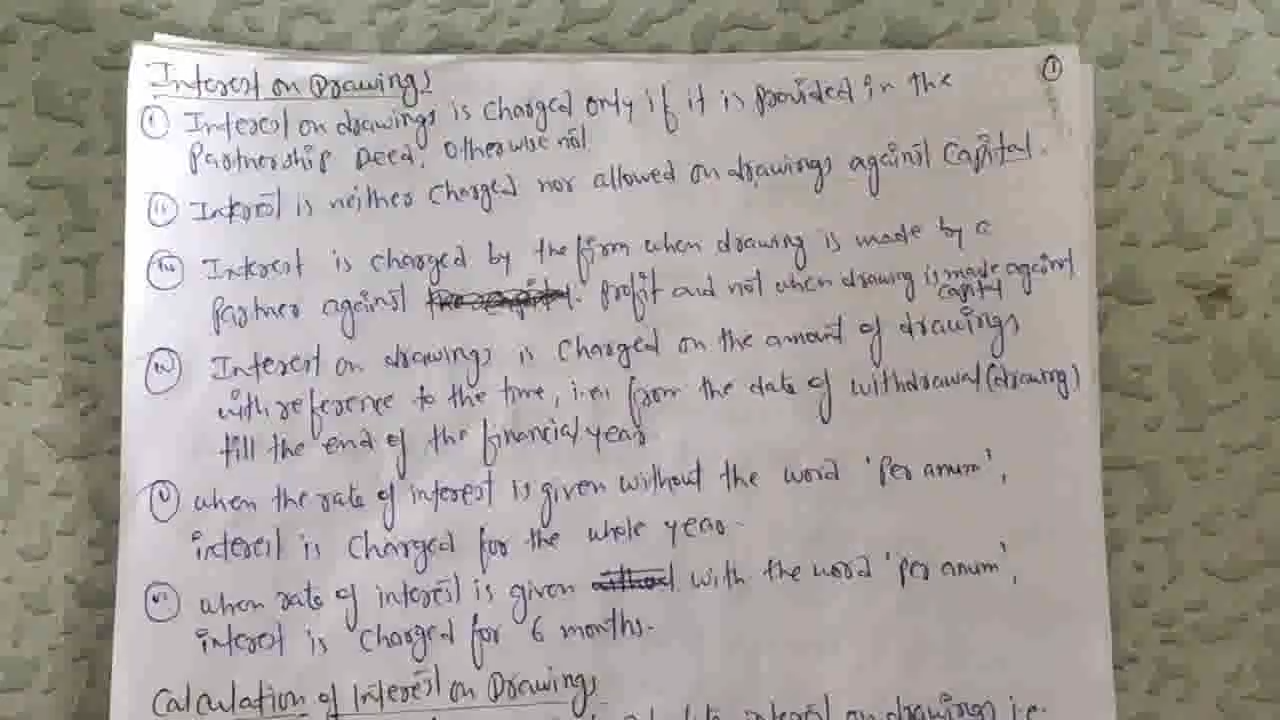 Interest on Drawings
①
(i) Interest on drawings is charged only if it is provided in the
Partnership Deed, otherwise not.
(ii) Interest is neither charged nor allowed on drawings against Capital.
(iii) Interest is charged by the firm when drawing is made by a
Partner against profit and not when drawing is made against
capital
(iv) Interest on drawings is charged on the amount of drawings
with reference to the time, i.e. from the date of withdrawal (drawing)
till the end of the financial year
(v) when the rate of interest is given without the word 'Per anum',
interest is charged for the whole year.
(vi) when rate of interest is given with the word 'per anum',
interest is charged for 6 months.
Calculation of Interest on Drawings
interest on drawings i.e.